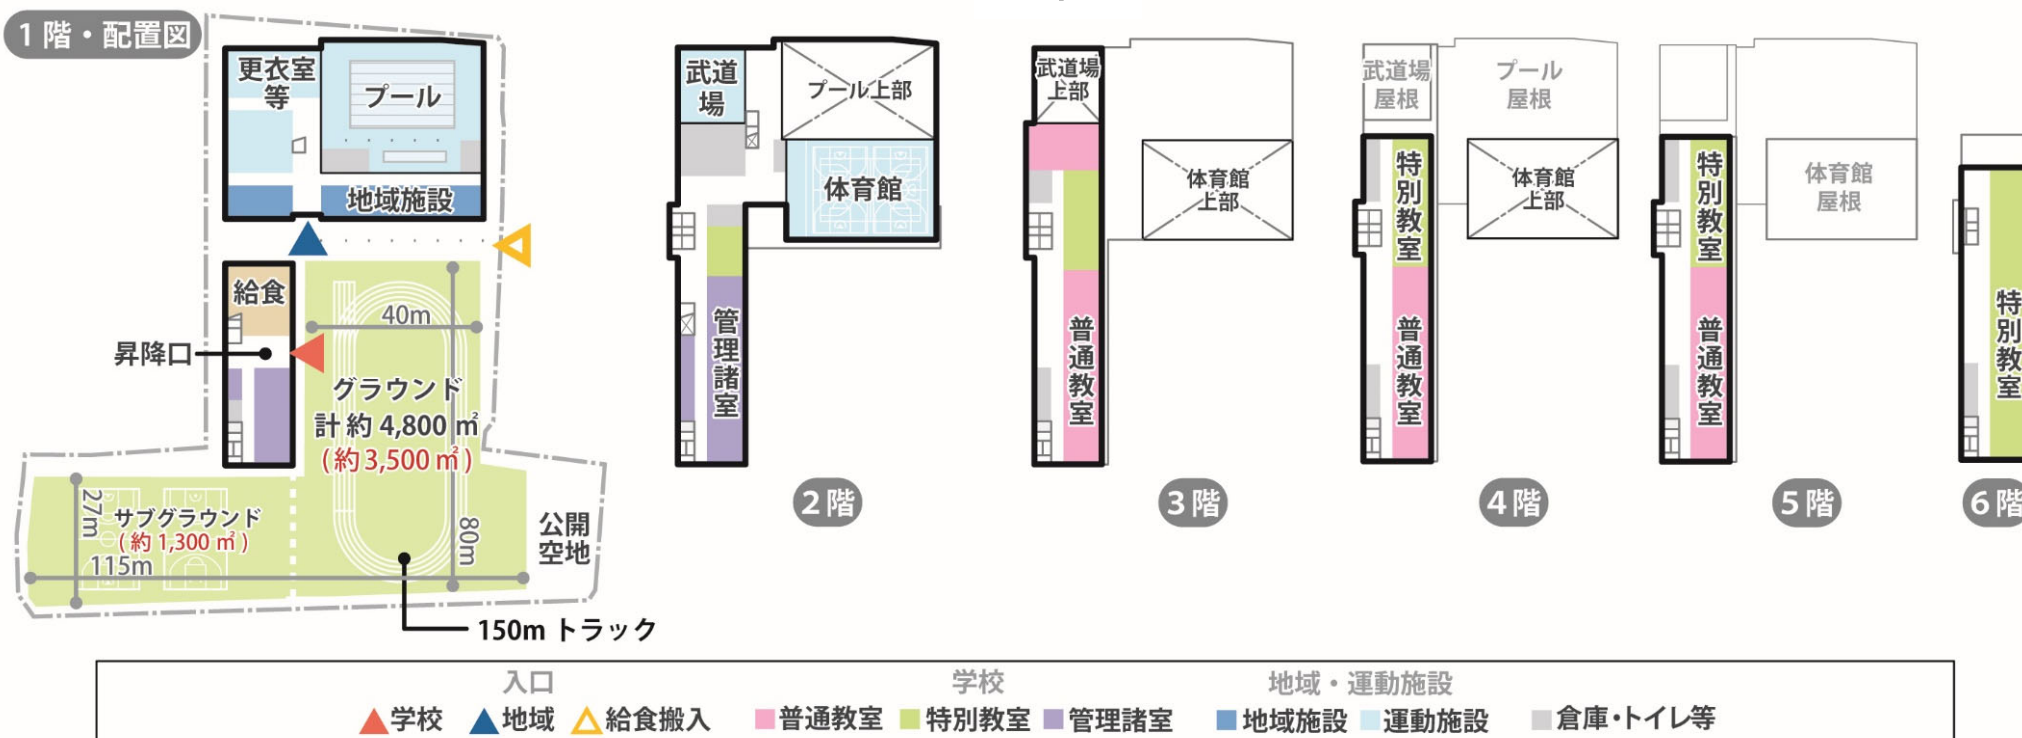 1階・配置図
更衣室
等
プール
地域施設
給食
昇降口
40m
グラウンド
計 約 4,800 ㎡
(約3,500㎡)
80m
27m
サブグラウンド
(約1,300㎡)
115m
公開
空地
150m トラック
武道
場
プール上部
体育館
管理諸室
2階
武道場
上部
体育館
上部
普通教室
3階
武道場
屋根
プール
屋根
特別教室
体育館
上部
普通教室
4階
特別教室
体育館
屋根
普通教室
5階
特別教室
6階
入口
学校
地域・運動施設
学校
地域
給食搬入
普通教室
特別教室
管理諸室
地域施設
運動施設
倉庫・トイレ等